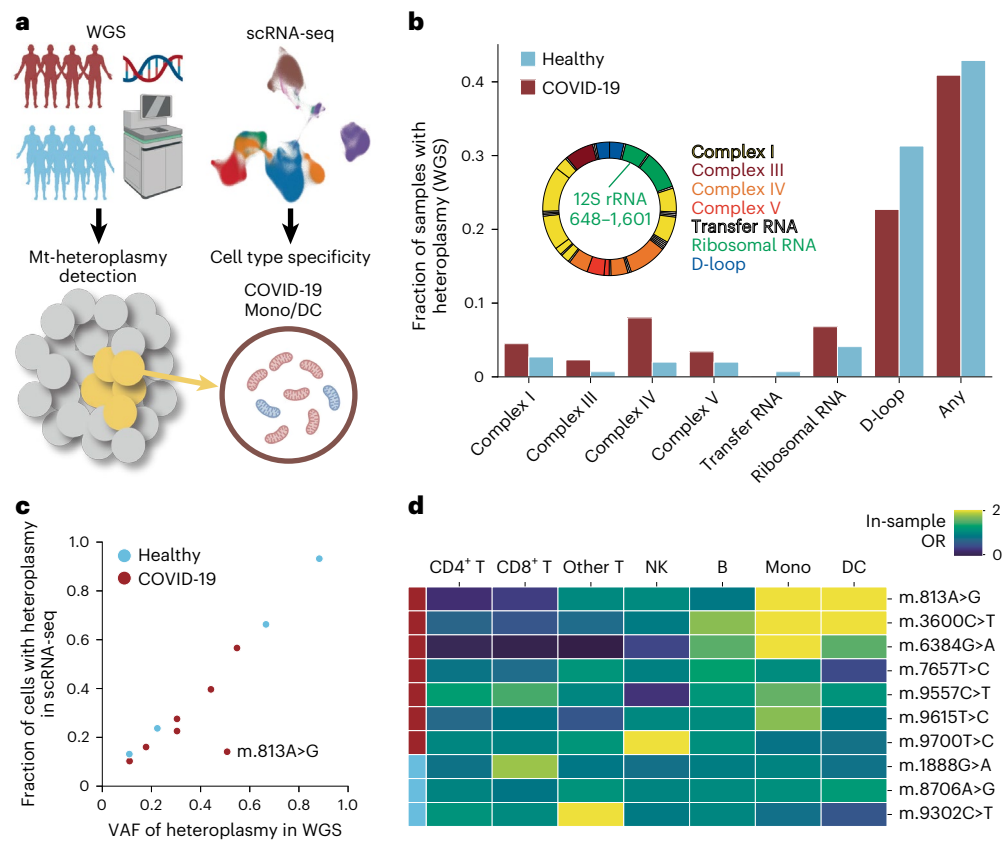 a
WGS
scRNA-seq
Mt-heteroplasmy
detection
Cell type specificity
COVID-19
Mono/DC
b
Fraction of samples with
heteroplasmy (WGS)
0.4
0.3
0.2
0.1
0
Healthy
COVID-19
12S rRNA
648–1,601
Complex I
Complex III
Complex IV
Complex V
Transfer RNA
Ribosomal RNA
D-loop
Complex I
Complex III
Complex IV
Complex V
Transfer RNA
Ribosomal RNA
D-loop
Any
c
Fraction of cells with heteroplasmy
in scRNA-seq
1.0
0.8
0.6
0.4
0.2
0
Healthy
COVID-19
m.813A>G
0
0.2
0.4
0.6
0.8
1.0
VAF of heteroplasmy in WGS
d
In-sample
OR
2
0
CD4⁺ T
CD8⁺ T
Other T
NK
B
Mono
DC
m.813A>G
m.3600C>T
m.6384G>A
m.7657T>C
m.9557C>T
m.9615T>C
m.9700T>C
m.1888G>A
m.8706A>G
m.9302C>T